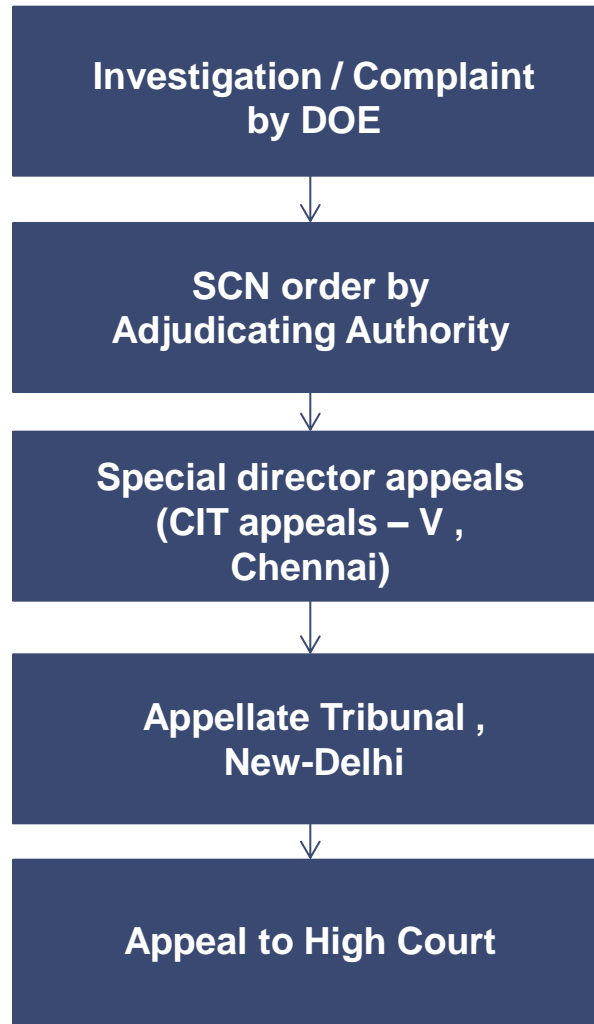 Investigation / Complaint
by DOE
SCN order by
Adjudicating Authority
Special director appeals
(CIT appeals – V ,
Chennai)
Appellate Tribunal ,
New-Delhi
Appeal to High Court